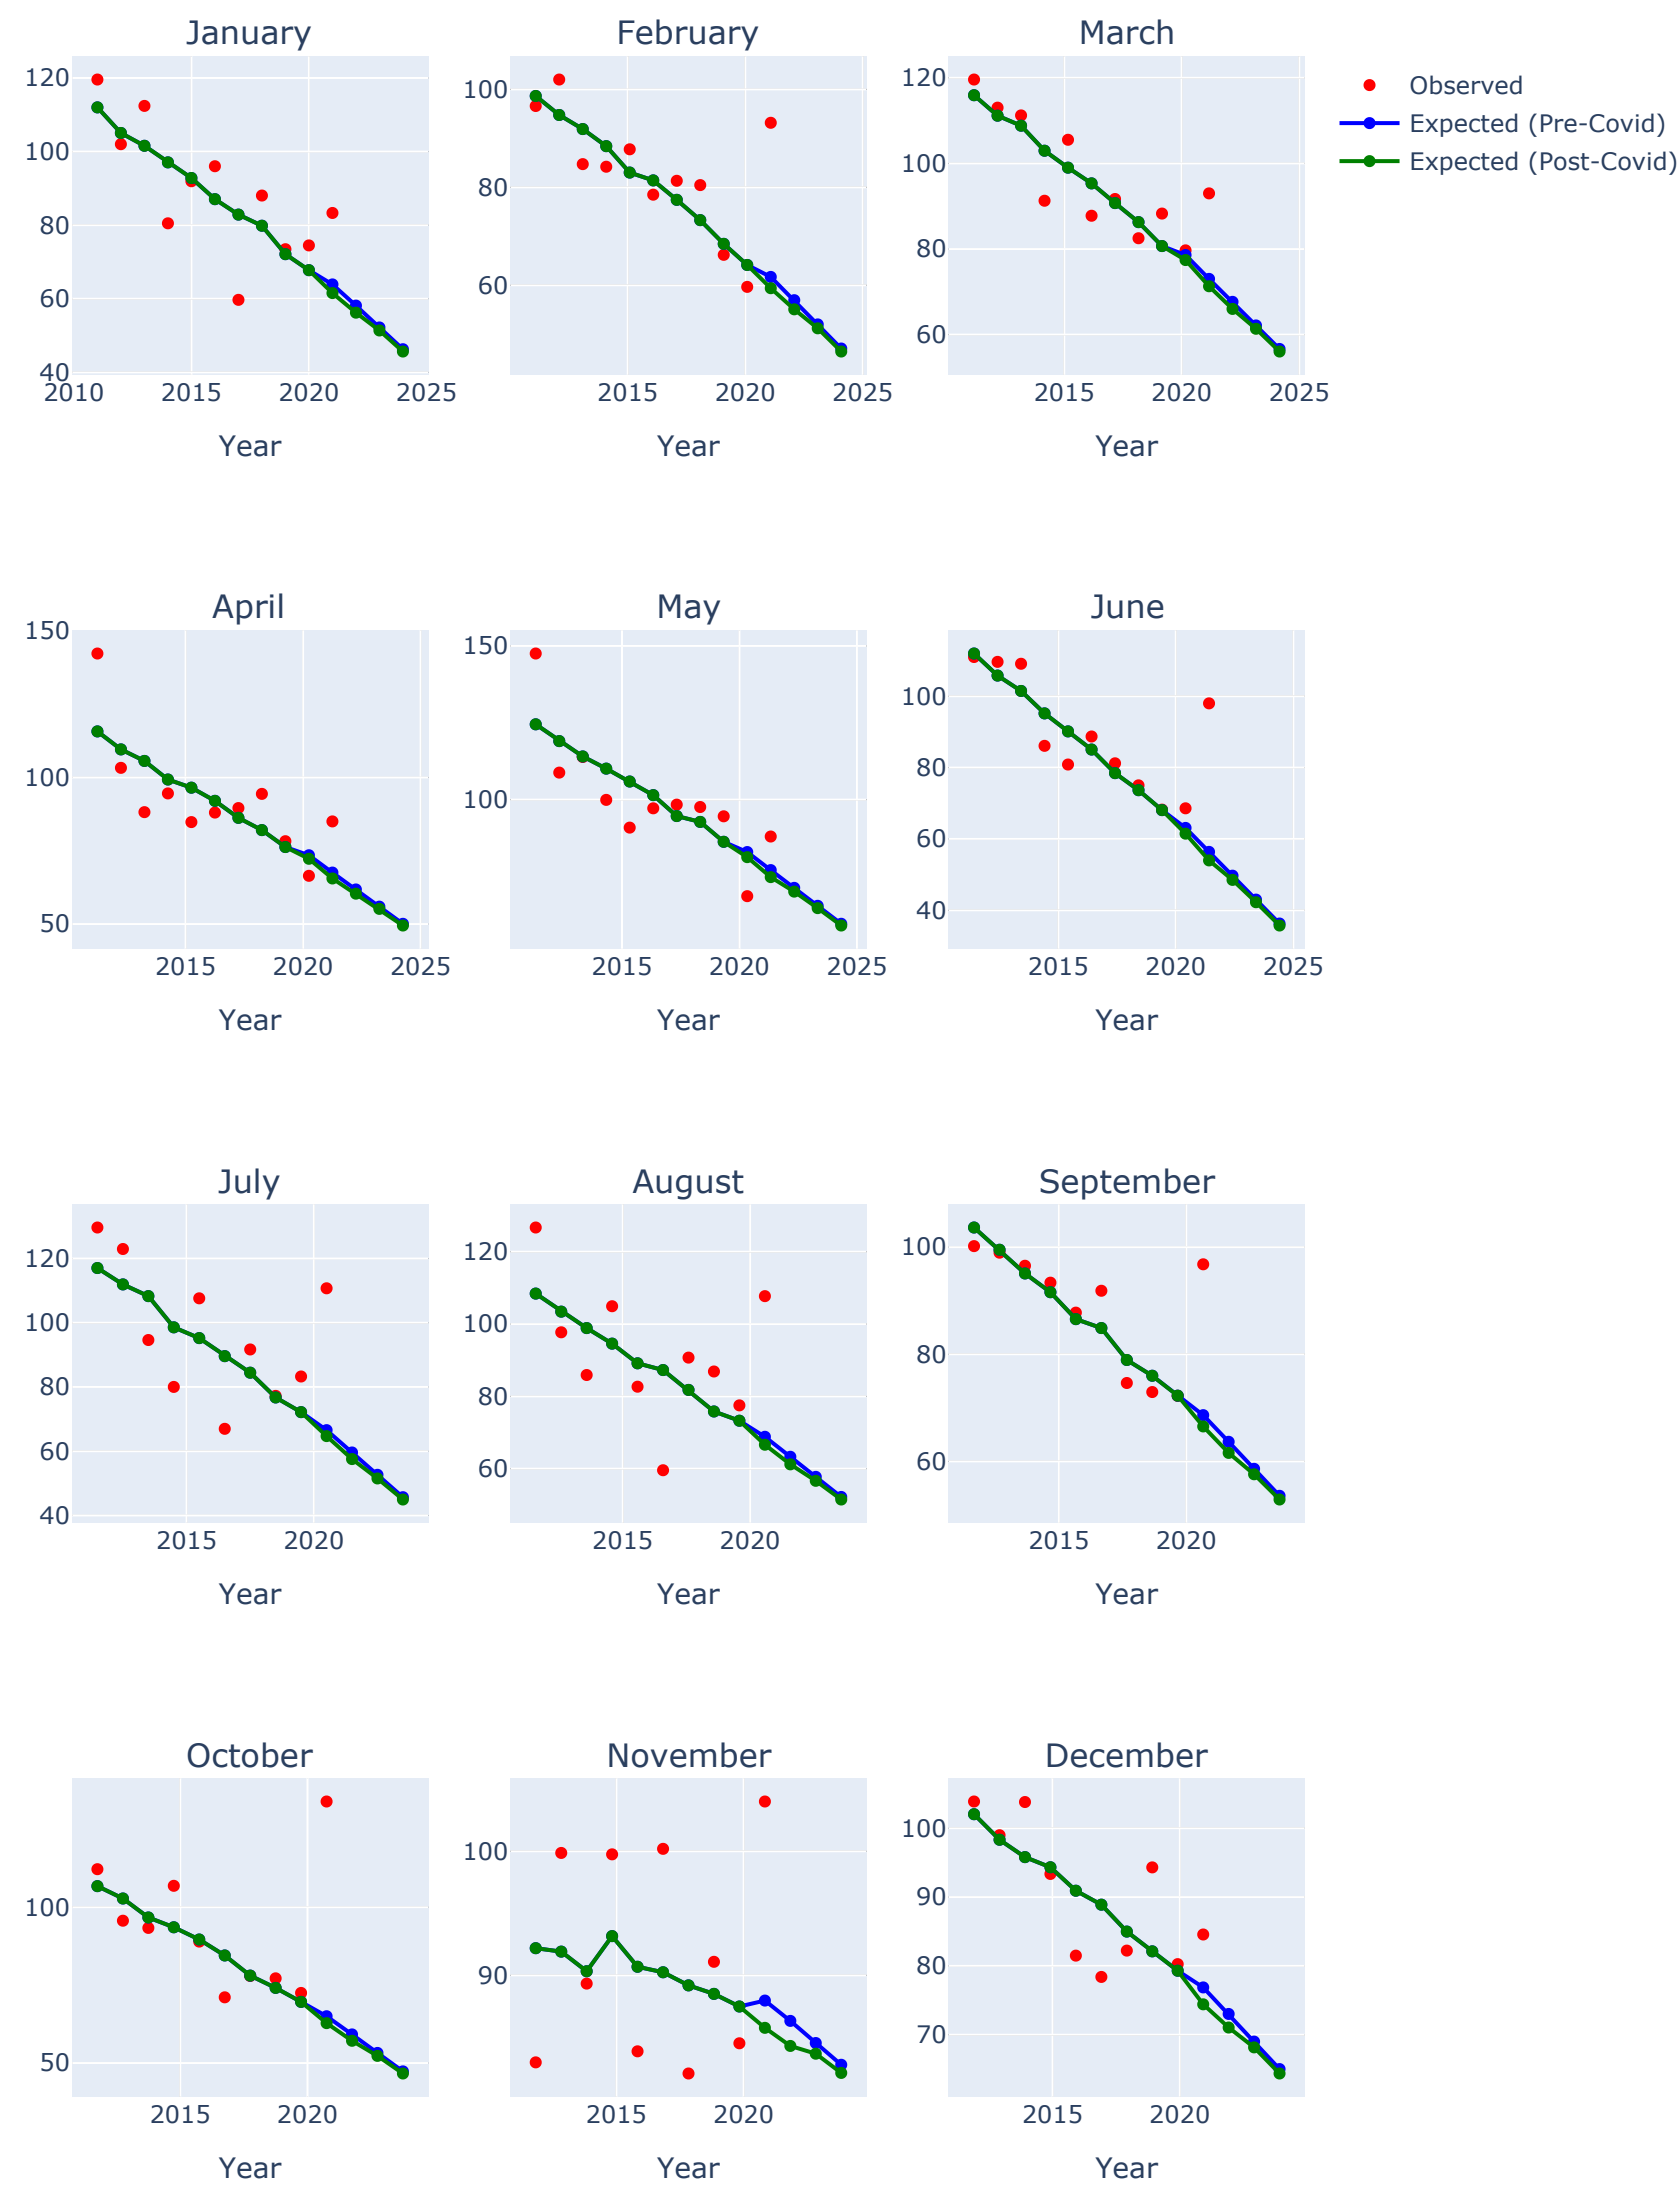 January
February
March
120
100
80
60
40
2010
2015
2020
2025
Year
100
80
60
2015
2020
2025
Year
120
100
80
60
2015
2020
2025
Year
Observed
Expected (Pre-Covid)
Expected (Post-Covid)
April
May
June
150
100
50
2015
2020
2025
Year
150
100
2015
2020
2025
Year
100
80
60
40
2015
2020
2025
Year
July
August
September
120
100
80
60
40
2015
2020
Year
120
100
80
60
2015
2020
Year
100
80
60
2015
2020
Year
October
November
December
100
50
2015
2020
Year
100
90
2015
2020
Year
100
90
80
70
2015
2020
Year